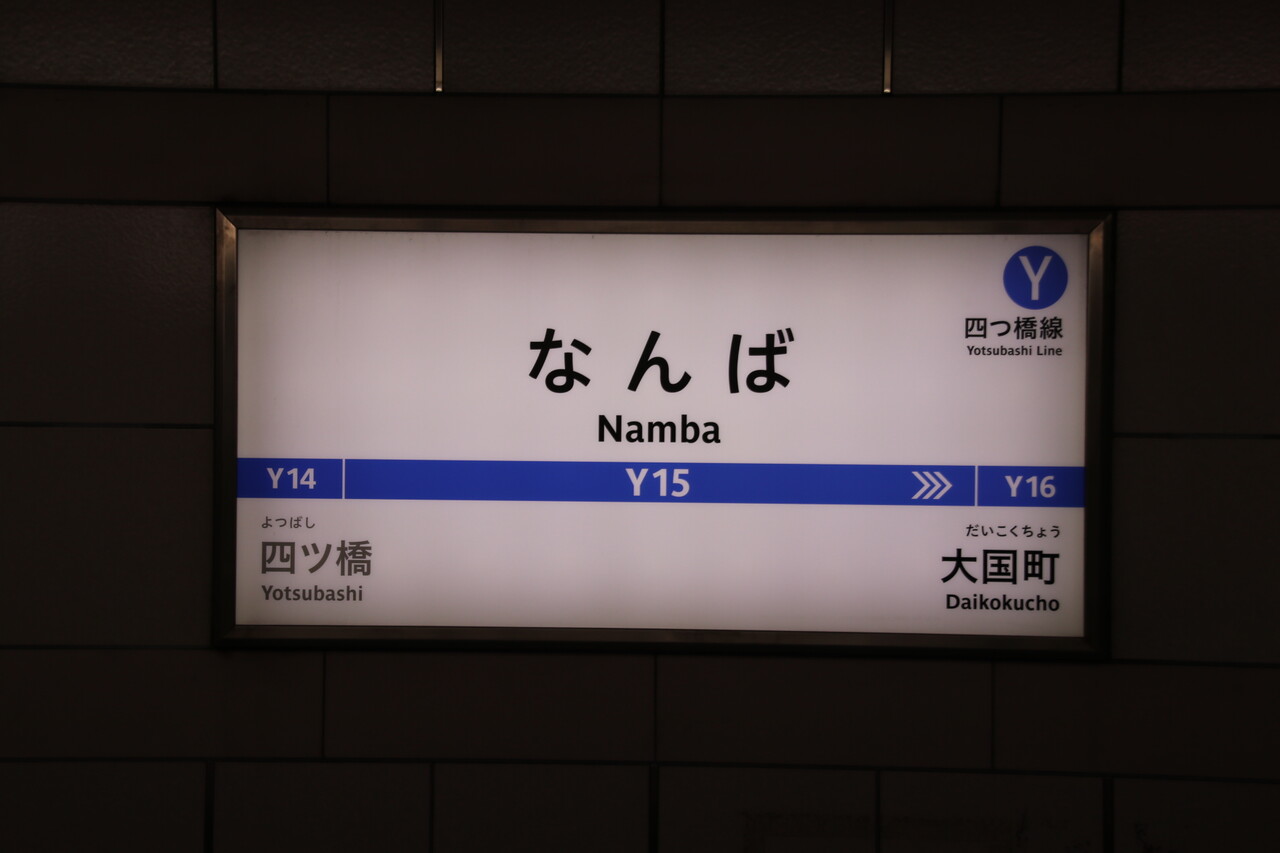 Y
四つ橋線
Yotsubashi Line
なんば
Namba
Y14
Y15
Y16
よつばし
四ツ橋
Yotsubashi
だいこくちょう
大国町
Daikokucho